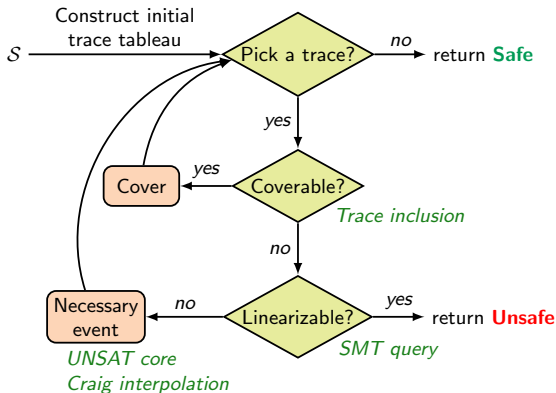 Construct initial
trace tableau
𝒮
Pick a trace?
no
return Safe
yes
Cover
yes
Coverable?
Trace inclusion
no
Necessary
event
no
Linearizable?
yes
return Unsafe
UNSAT core
Craig interpolation
SMT query